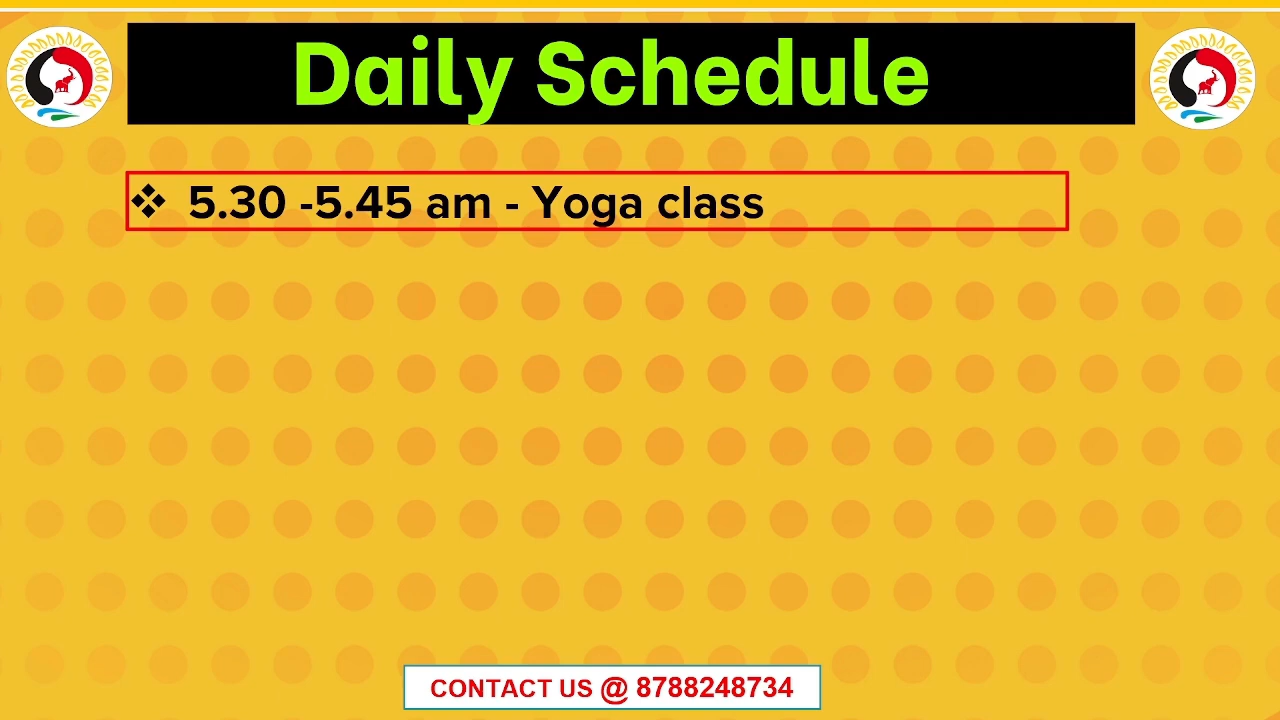 Daily Schedule
❖ 5.30 -5.45 am - Yoga class
CONTACT US @ 8788248734